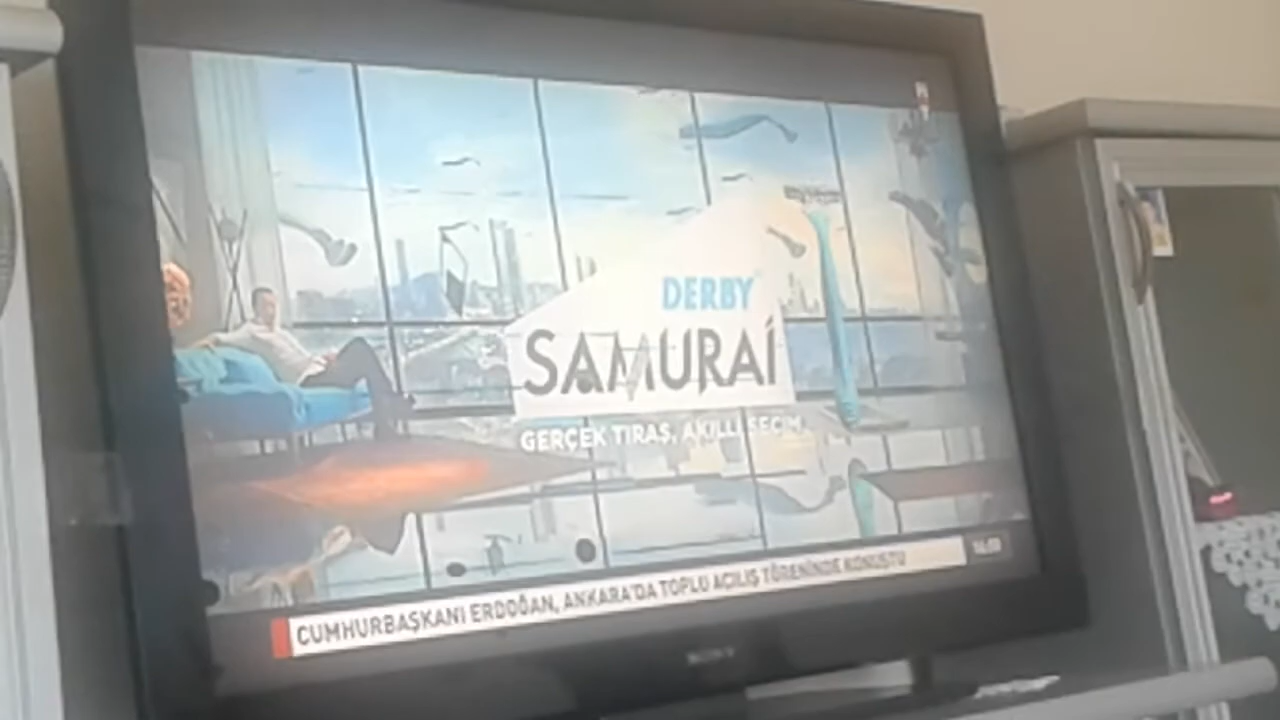 DERBY
SAMURAİ
GERÇEK TIRAŞ, AKILLI SEÇİM
CUMHURBAŞKANI ERDOĞAN, ANKARA'DA TOPLU AÇILIŞ TÖRENİNDE KONUŞTU
SONY